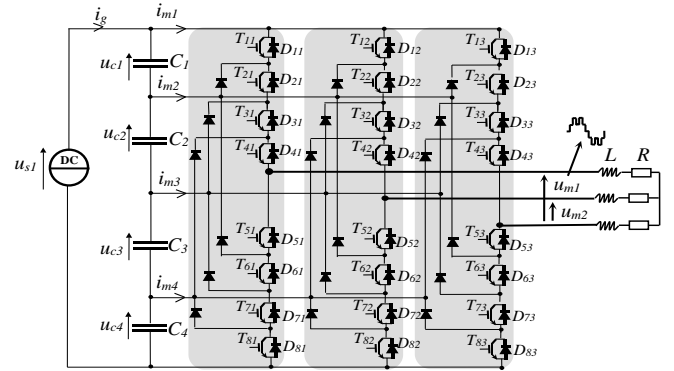 i_g
i_m1
T_11 D_11 T_12 D_12 T_13 D_13
u_c1 C_1
T_21 D_21 T_22 D_22 T_23 D_23
i_m2
T_31 D_31 T_32 D_32 T_33 D_33
u_c2 C_2
T_41 D_41 T_42 D_42 T_43 D_43
L R
u_s1 DC
i_m3
u_m1
u_m2
T_51 D_51 T_52 D_52 T_53 D_53
u_c3 C_3
T_61 D_61 T_62 D_62 T_63 D_63
i_m4
T_71 D_71 T_72 D_72 T_73 D_73
u_c4 C_4
T_81 D_81 T_82 D_82 T_83 D_83